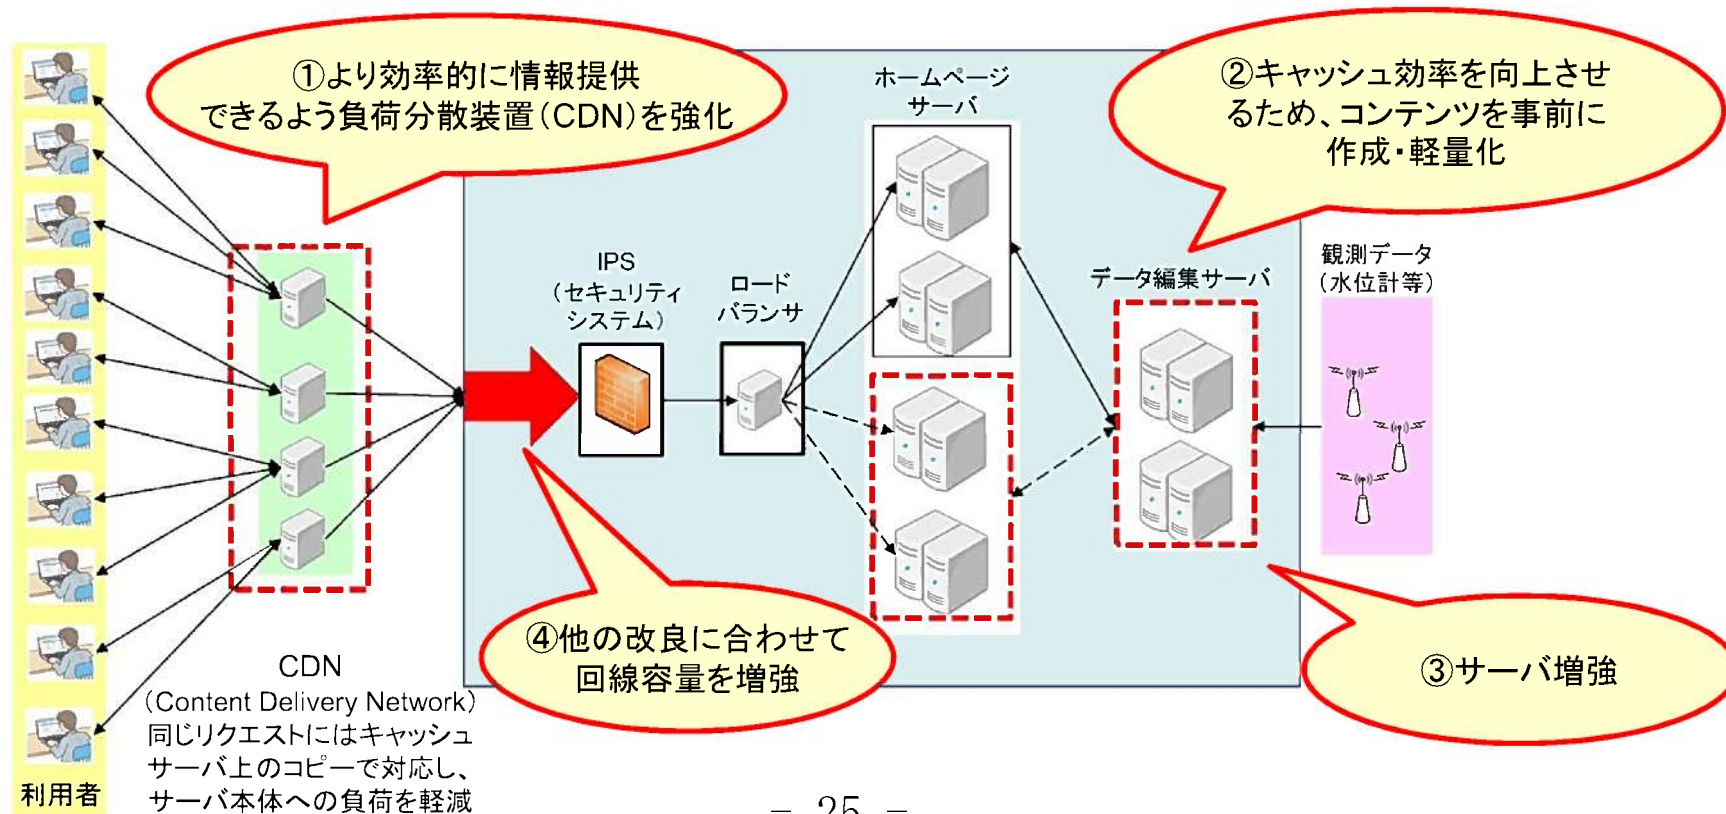 ①より効率的に情報提供
できるよう負荷分散装置(CDN)を強化
ホームページ
サーバ
②キャッシュ効率を向上させ
るため、コンテンツを事前に
作成・軽量化
IPS
(セキュリティ
システム)
ロード
バランサ
データ編集サーバ
観測データ
(水位計等)
④他の改良に合わせて
回線容量を増強
③サーバ増強
CDN
(Content Delivery Network)
同じリクエストにはキャッシュ
サーバ上のコピーで対応し、
サーバ本体への負荷を軽減
利用者
- 25 -